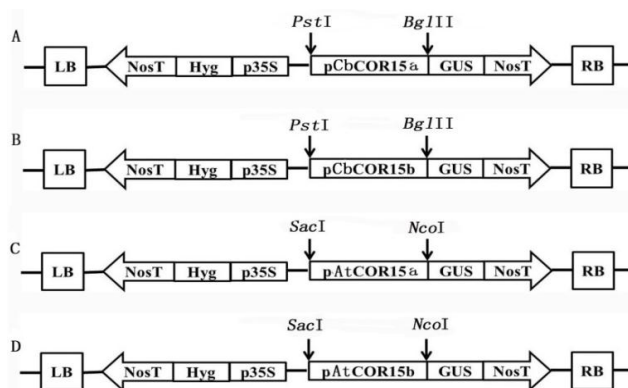 PstI BglII
A LB NosT Hyg p35S pCbCOR15a GUS NosT RB
PstI BglII
B LB NosT Hyg p35S pCbCOR15b GUS NosT RB
SacI NcoI
C LB NosT Hyg p35S pAtCOR15a GUS NosT RB
SacI NcoI
D LB NosT Hyg p35S pAtCOR15b GUS NosT RB